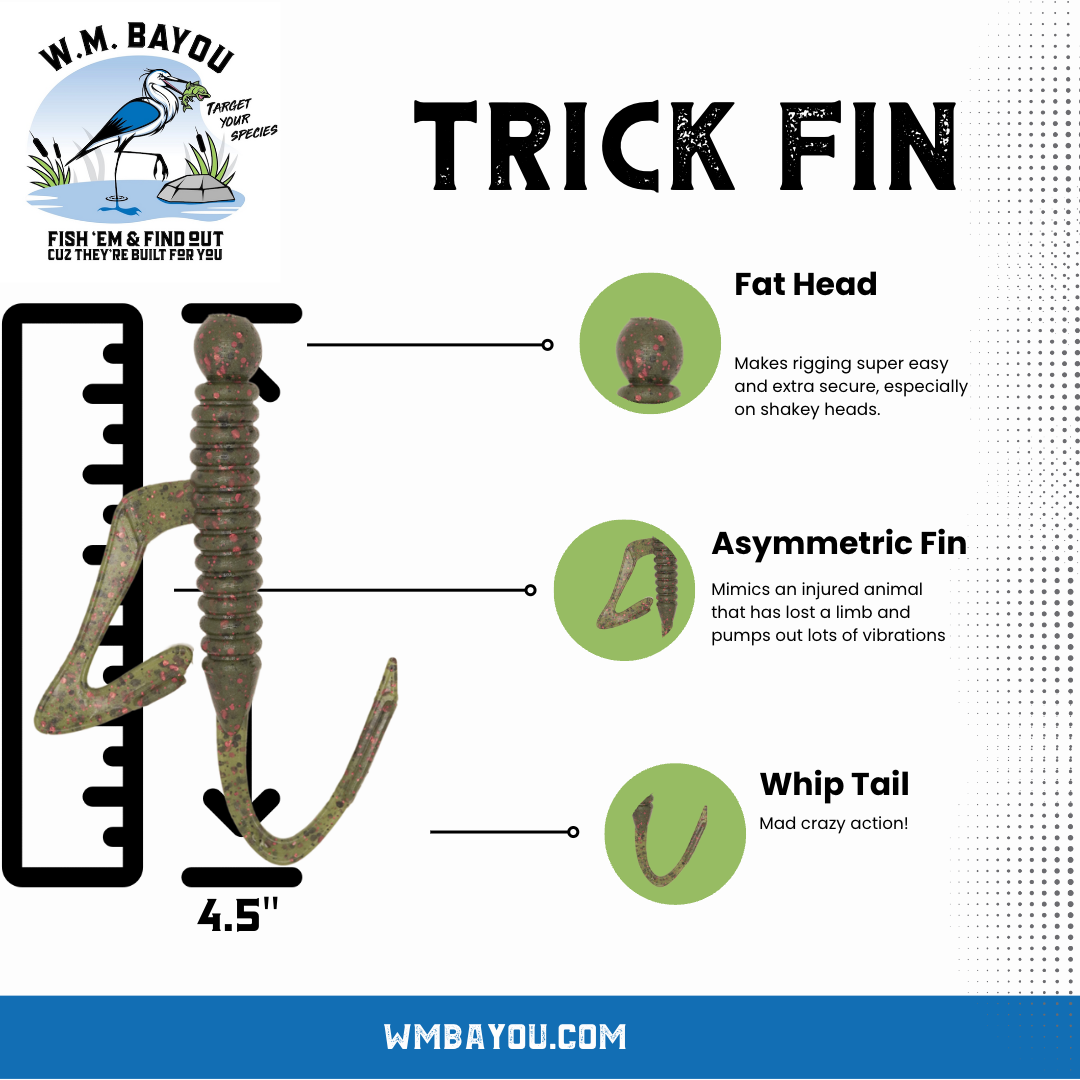 W.M. BAYOU
TARGET
YOUR
SPECIES
FISH 'EM & FIND OUT
CUZ THEY'RE BUILT FOR YOU
TRICK FIN
Fat Head
Makes rigging super easy
and extra secure, especially
on shakey heads.
Asymmetric Fin
Mimics an injured animal
that has lost a limb and
pumps out lots of vibrations
Whip Tail
Mad crazy action!
4.5"
WMBAYOU.COM